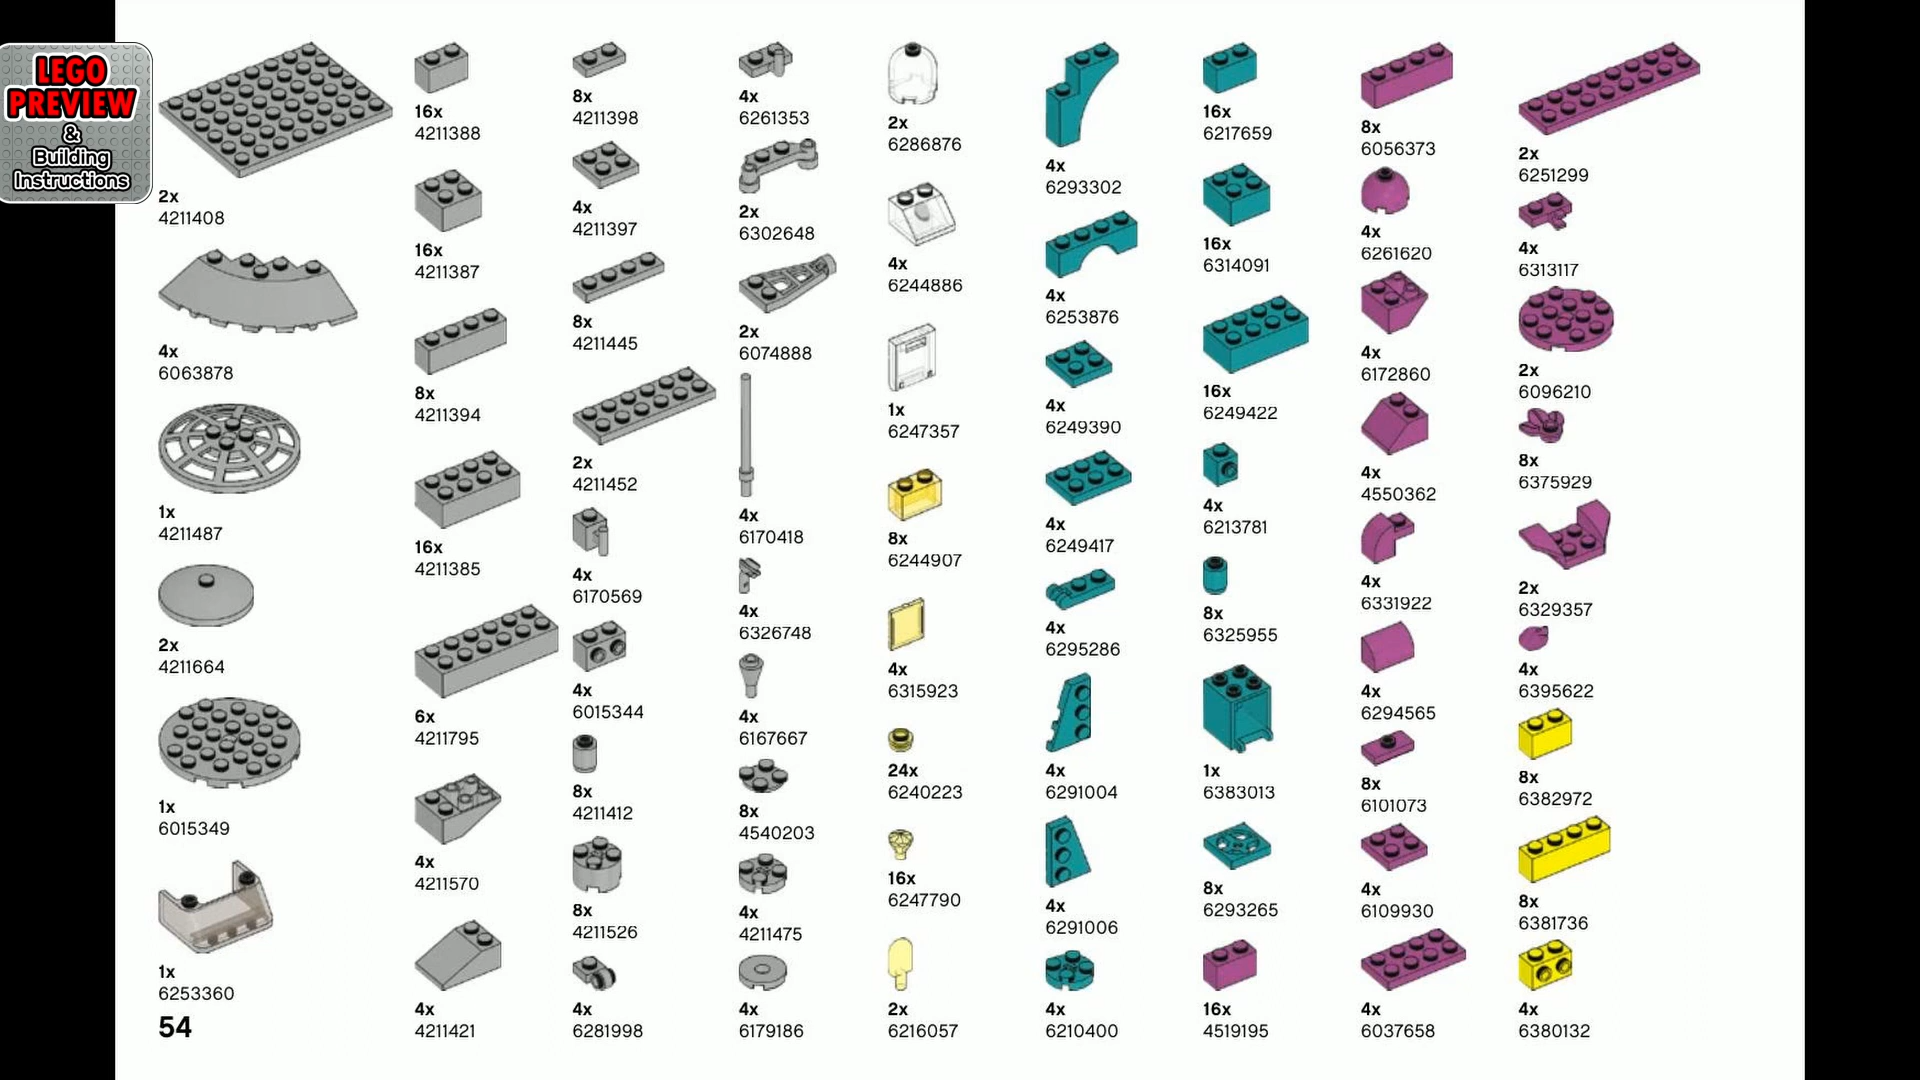 LEGO
PREVIEW
&
Building
Instructions
2x
4211408
4x
6063878
1x
4211487
2x
4211664
1x
6015349
1x
6253360
54
16x
4211388
16x
4211387
8x
4211394
16x
4211385
6x
4211795
4x
4211570
4x
4211421
8x
4211398
4x
4211397
8x
4211445
2x
4211452
4x
6170569
4x
6015344
8x
4211412
8x
4211526
4x
6281998
4x
6261353
2x
6302648
2x
6074888
4x
6170418
4x
6326748
4x
6167667
8x
4540203
4x
4211475
4x
6179186
2x
6286876
4x
6244886
1x
6247357
8x
6244907
4x
6315923
24x
6240223
16x
6247790
2x
6216057
4x
6293302
4x
6253876
4x
6249390
4x
6249417
4x
6295286
4x
6291004
4x
6291006
4x
6210400
16x
6217659
16x
6314091
16x
6249422
4x
6213781
8x
6325955
1x
6383013
8x
6293265
16x
4519195
8x
6056373
4x
6261620
4x
6172860
4x
4550362
4x
6331922
4x
6294565
8x
6101073
4x
6109930
4x
6037658
2x
6251299
4x
6313117
2x
6096210
8x
6375929
2x
6329357
4x
6395622
8x
6382972
8x
6381736
4x
6380132